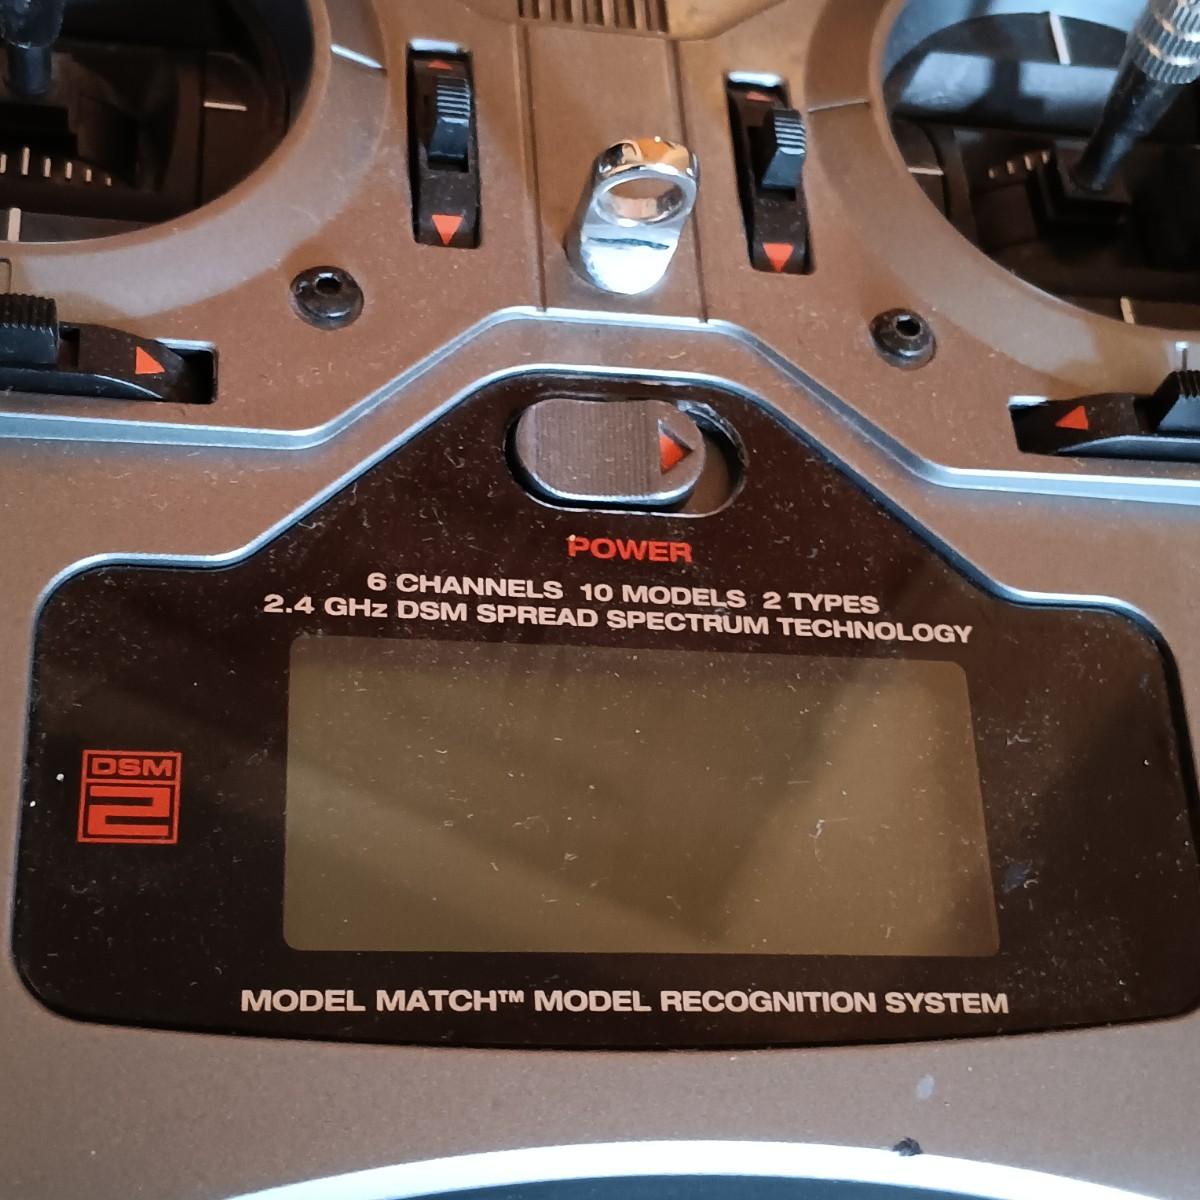 POWER
6 CHANNELS 10 MODELS 2 TYPES
2.4 GHz DSM SPREAD SPECTRUM TECHNOLOGY
DSM
2
MODEL MATCH™ MODEL RECOGNITION SYSTEM